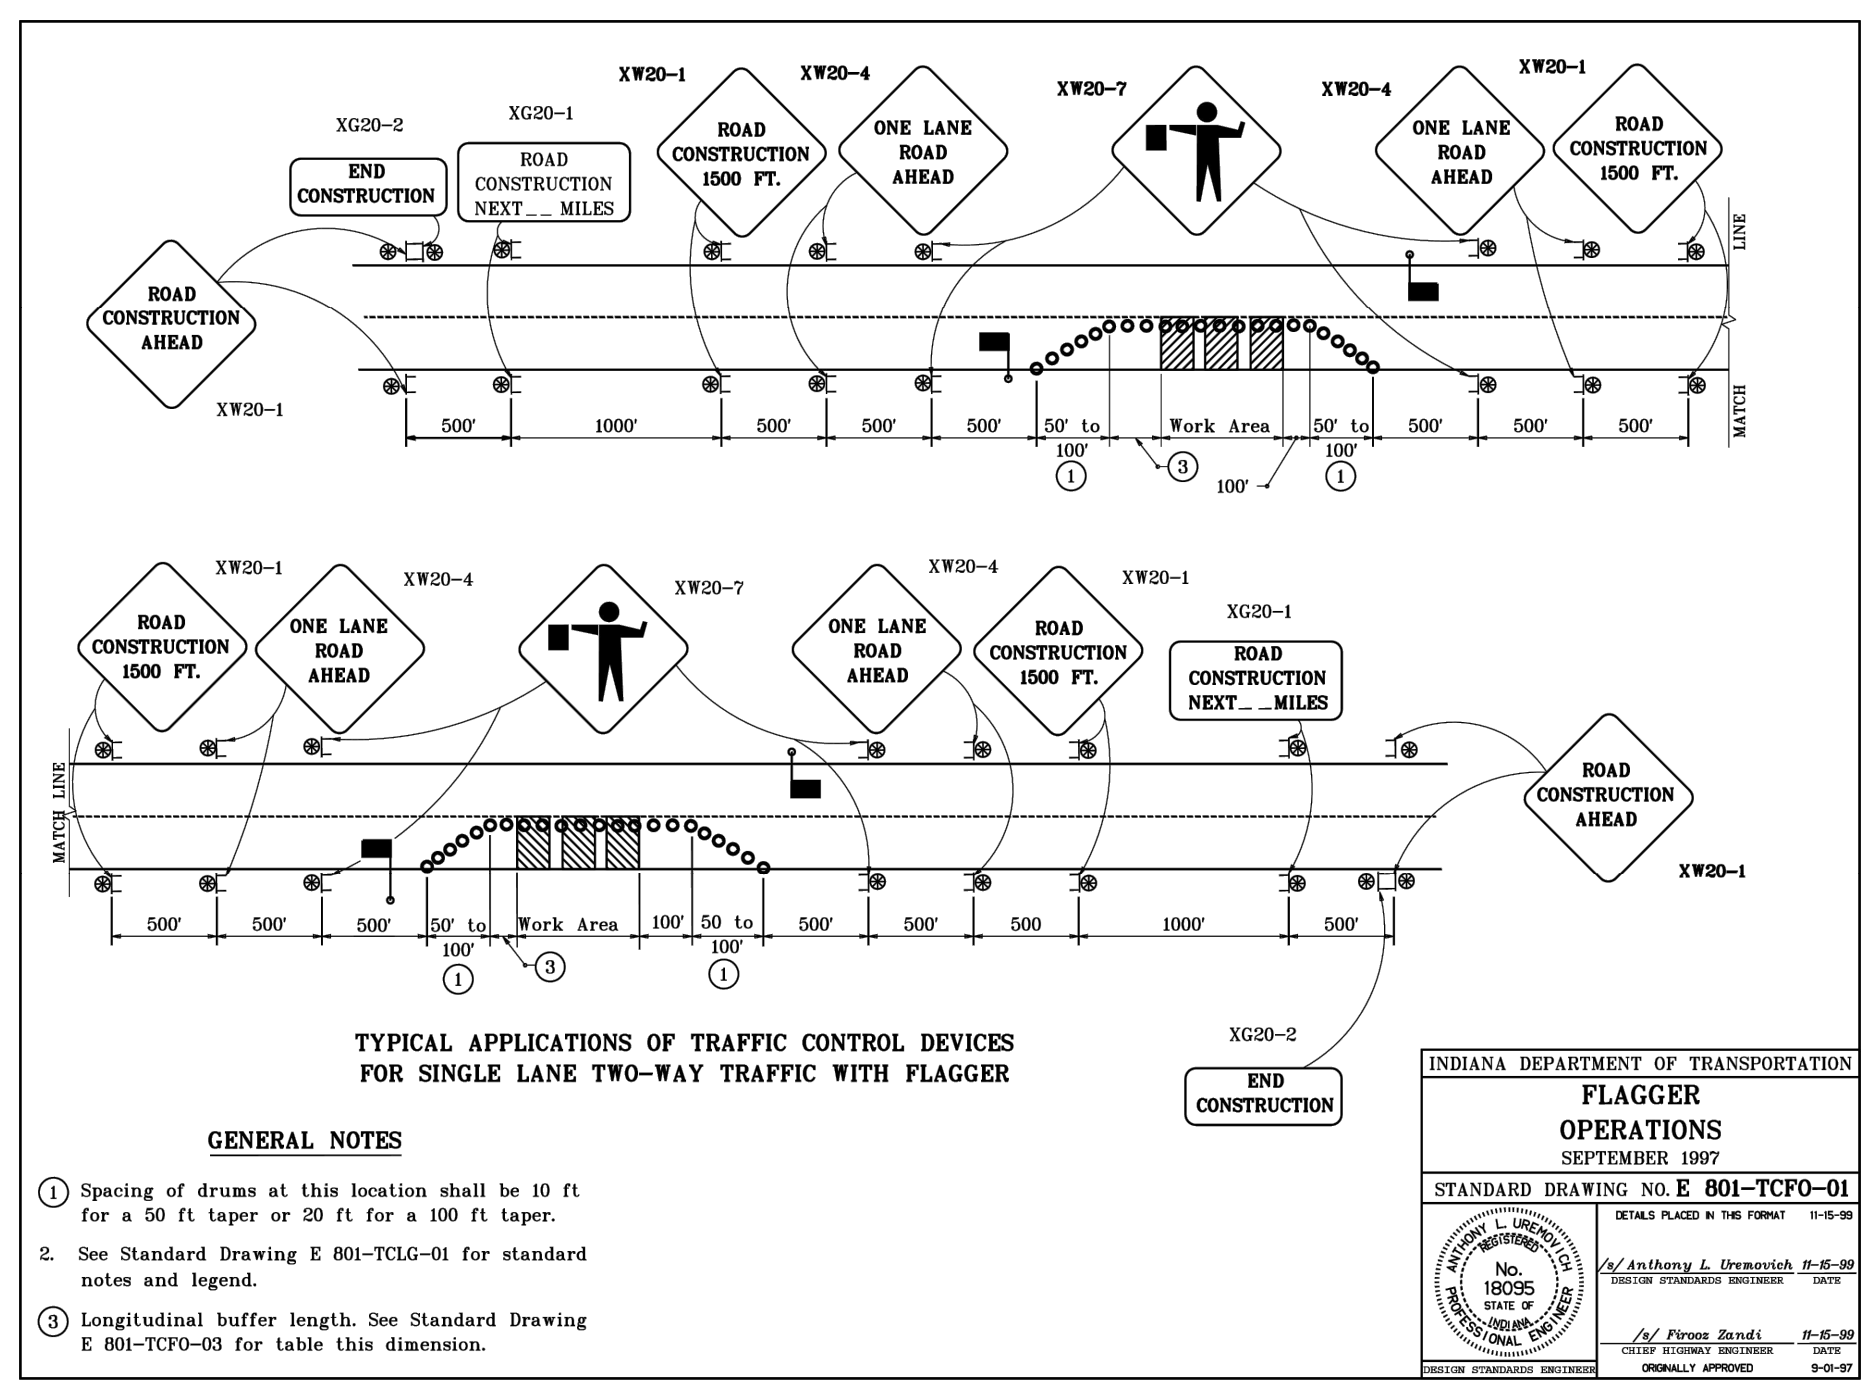 XW20-1
XW20-4
XW20-7
XW20-4
XW20-1
XG20-2
XG20-1
END
CONSTRUCTION
ROAD
CONSTRUCTION
NEXT__ MILES
ROAD
CONSTRUCTION
1500 FT.
ONE LANE
ROAD
AHEAD
ONE LANE
ROAD
AHEAD
ROAD
CONSTRUCTION
1500 FT.
ROAD
CONSTRUCTION
AHEAD
XW20-1
MATCH LINE
500'
1000'
500'
500'
500'
50' to
100'
1
3
Work Area
100'
50' to
100'
1
500'
500'
500'
XW20-1
XW20-4
XW20-7
XW20-4
XW20-1
XG20-1
ROAD
CONSTRUCTION
1500 FT.
ONE LANE
ROAD
AHEAD
ONE LANE
ROAD
AHEAD
ROAD
CONSTRUCTION
1500 FT.
ROAD
CONSTRUCTION
NEXT__MILES
ROAD
CONSTRUCTION
AHEAD
XW20-1
MATCH LINE
500'
500'
500'
50' to
100'
1
3
Work Area
100'
50 to
100'
1
500'
500'
500
1000'
500'
XG20-2
END
CONSTRUCTION
TYPICAL APPLICATIONS OF TRAFFIC CONTROL DEVICES
FOR SINGLE LANE TWO-WAY TRAFFIC WITH FLAGGER
GENERAL NOTES
1 Spacing of drums at this location shall be 10 ft
for a 50 ft taper or 20 ft for a 100 ft taper.
2. See Standard Drawing E 801-TCLG-01 for standard
notes and legend.
3 Longitudinal buffer length. See Standard Drawing
E 801-TCFO-03 for table this dimension.
INDIANA DEPARTMENT OF TRANSPORTATION
FLAGGER
OPERATIONS
SEPTEMBER 1997
STANDARD DRAWING NO. E 801-TCFO-01
ANTHONY L. UREMOVICH
REGISTERED
No.
18095
STATE OF
INDIANA
PROFESSIONAL ENGINEER
DESIGN STANDARDS ENGINEER
DETAILS PLACED IN THIS FORMAT 11-15-99
/s/ Anthony L. Uremovich 11-15-99
DESIGN STANDARDS ENGINEER DATE
/s/ Firooz Zandi 11-15-99
CHIEF HIGHWAY ENGINEER DATE
ORIGINALLY APPROVED 9-01-97